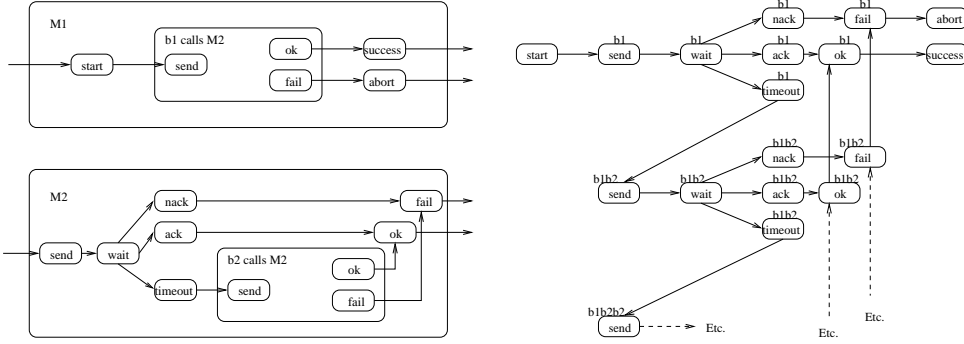 M1
b1 calls M2
start
send
ok
success
fail
abort
M2
nack
fail
ack
ok
send
wait
b2 calls M2
ok
timeout
send
fail
b1
nack
b1
fail
abort
start
b1
send
b1
wait
b1
ack
b1
ok
success
b1
timeout
b1b2
nack
b1b2
fail
b1b2
send
b1b2
wait
b1b2
ack
b1b2
ok
b1b2
timeout
b1b2b2
send
Etc.
Etc.
Etc.